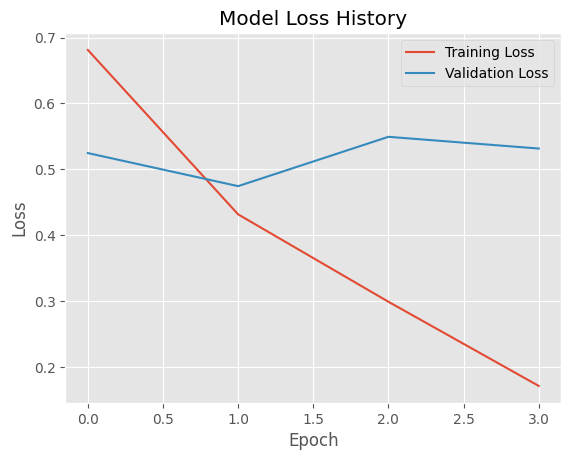 Model Loss History
Training Loss
Validation Loss
0.7
0.6
0.5
0.4
0.3
0.2
Loss
0.0 0.5 1.0 1.5 2.0 2.5 3.0
Epoch